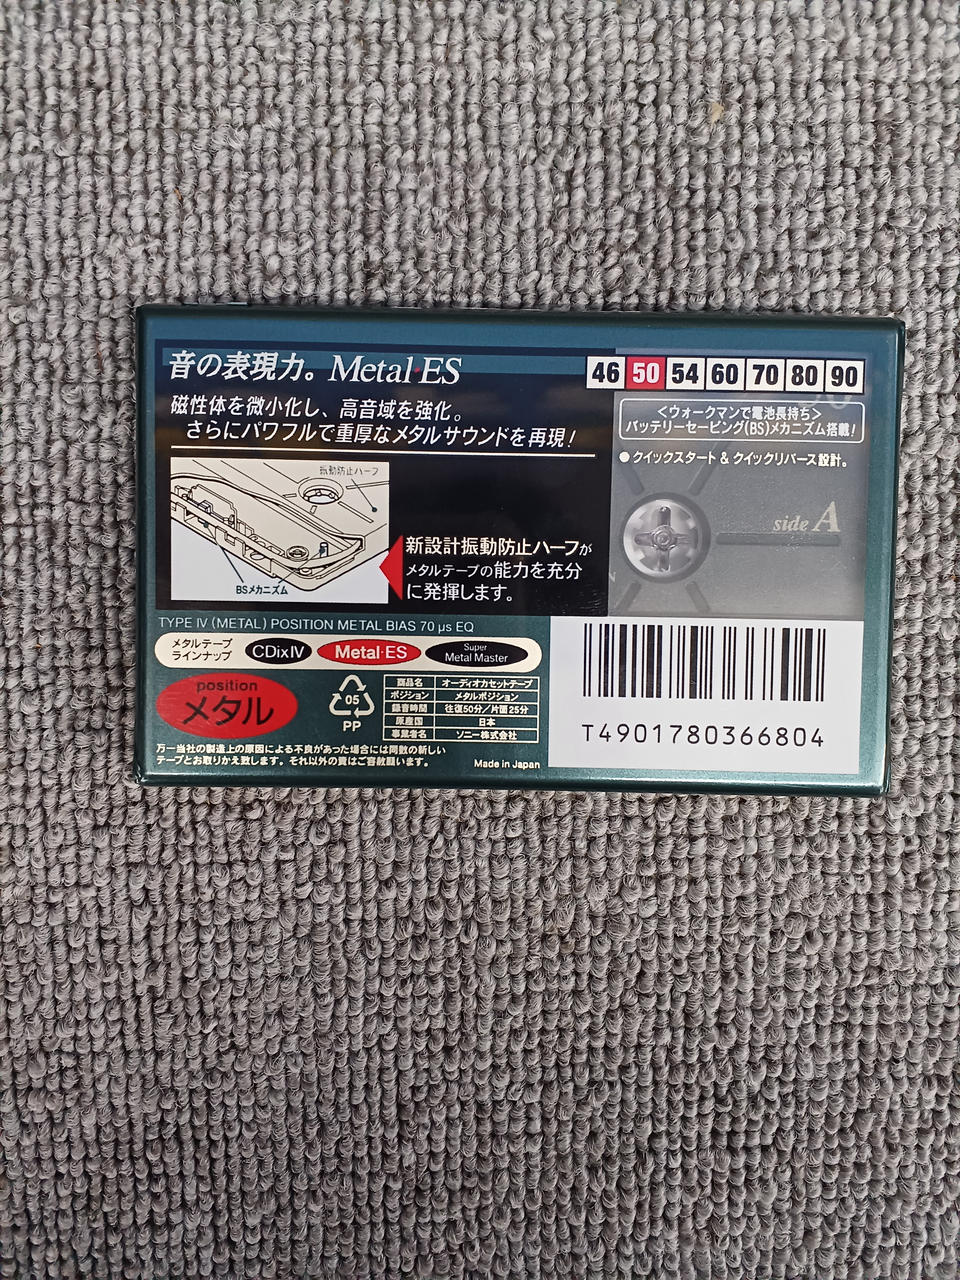 音の表現力。Metal·ES
磁性体を微小化し、高音域を強化。
さらにパワフルで重厚なメタルサウンドを再現！
振動防止ハーフ
BSメカニズム
新設計振動防止ハーフが
メタルテープの能力を充分
に発揮します。
46 50 54 60 70 80 90
＜ウォークマンで電池長持ち＞
バッテリーセービング(BS)メカニズム搭載！
●クイックスタート & クイックリバース設計。
side A
TYPE IV (METAL) POSITION METAL BIAS 70 µs EQ
メタルテープ
ラインナップ
CDixIV
Metal·ES
Super
Metal Master
position
メタル
05
PP
商品名 オーディオカセットテープ
ポジション メタルポジション
録音時間 往復50分／片面25分
原産国 日本
事業者名 ソニー株式会社
万一当社の製造上の原因による不良があった場合には同数の新しい
テープとお取りかえ致します。それ以外の責はご容赦願います。
Made in Japan
T4901780366804